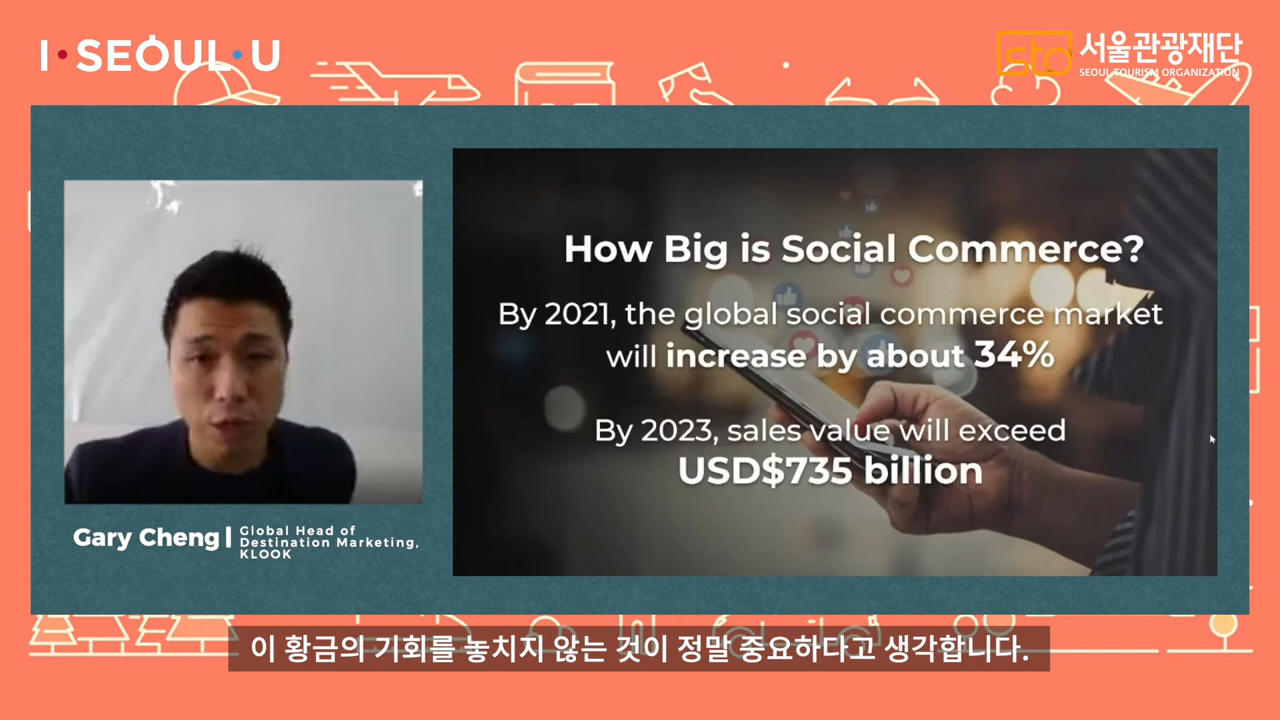 I·SEOUL·U
sto 서울관광재단
SEOUL TOURISM ORGANIZATION
How Big is Social Commerce?
By 2021, the global social commerce market
will increase by about 34%
By 2023, sales value will exceed
USD$735 billion
Gary Cheng | Global Head of
Destination Marketing,
KLOOK
이 황금의 기회를 놓치지 않는 것이 정말 중요하다고 생각합니다.